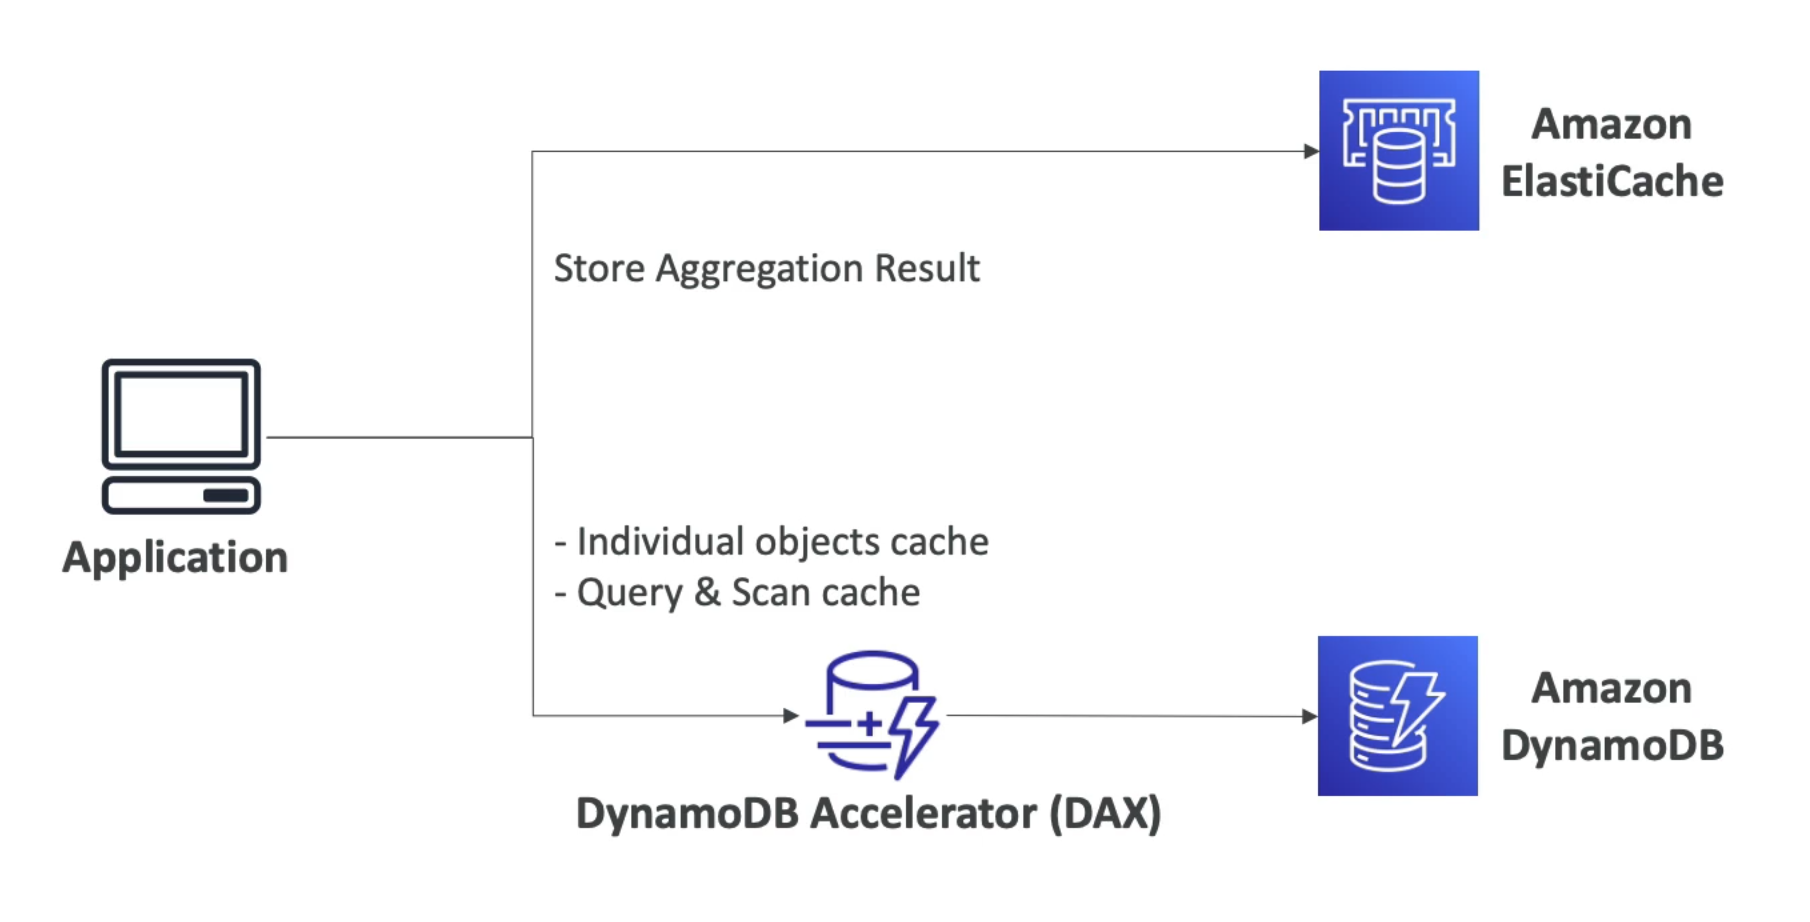 Amazon
ElastiCache
Store Aggregation Result
Application
- Individual objects cache
- Query & Scan cache
Amazon
DynamoDB
DynamoDB Accelerator (DAX)